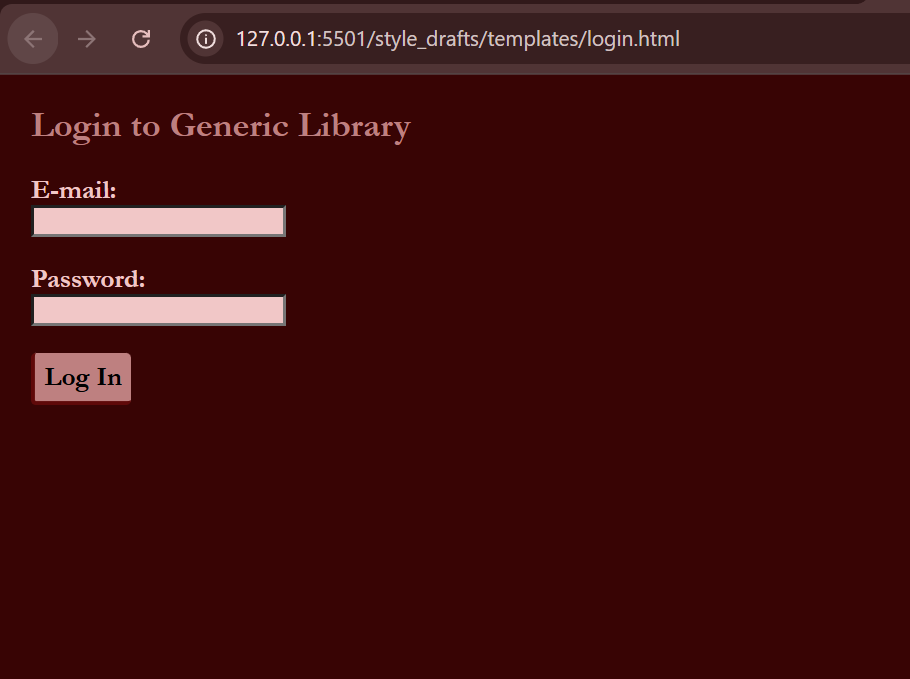 127.0.0.1:5501/style_drafts/templates/login.html
Login to Generic Library
E-mail:
Password:
Log In